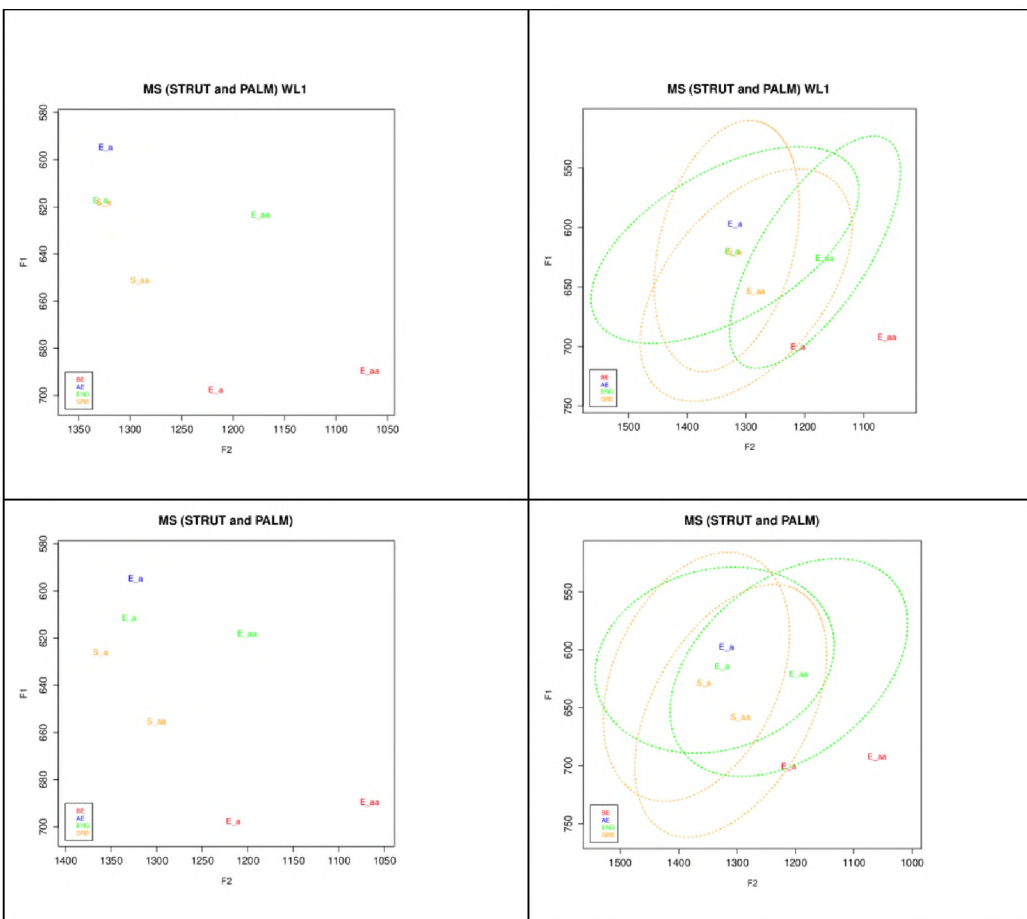 MS (STRUT and PALM) WL1
580
600
620
640
660
680
700
F1
E_a
E_a
S_a
E_aa
S_aa
E_aa
E_a
BE
AE
ENG
SRB
1350 1300 1250 1200 1150 1100 1050
F2
MS (STRUT and PALM) WL1
550
600
650
700
750
F1
E_a
E_a
E_aa
S_aa
E_aa
E_a
BE
AE
ENG
SRB
1500 1400 1300 1200 1100
F2
MS (STRUT and PALM)
580
600
620
640
660
680
700
F1
E_a
E_a
E_aa
S_a
S_aa
E_aa
E_a
BE
AE
ENG
SRB
1400 1350 1300 1250 1200 1150 1100 1050
F2
MS (STRUT and PALM)
550
600
650
700
750
F1
E_a
E_a
E_aa
S_a
S_aa
E_aa
E_a
BE
AE
ENG
SRB
1500 1400 1300 1200 1100 1000
F2